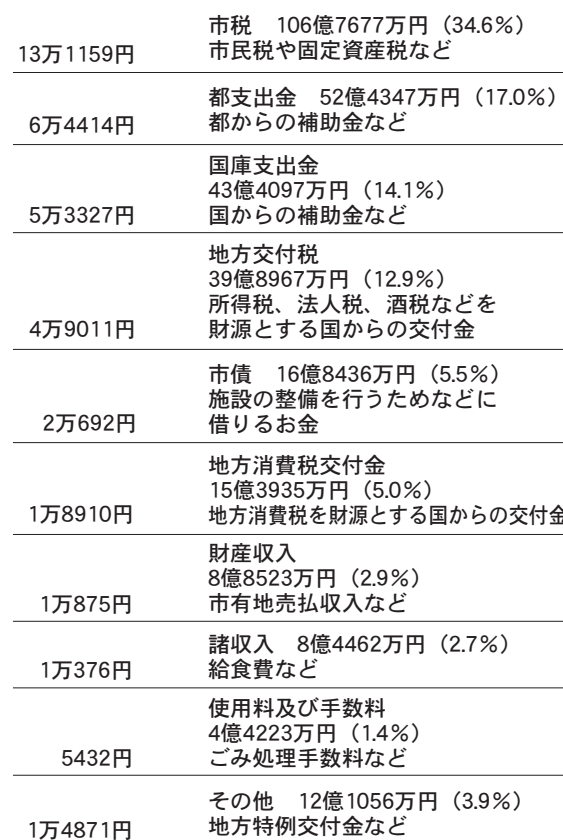 市税　106億7677万円（34.6%）
13万1159円　市民税や固定資産税など
都支出金　52億4347万円（17.0%）
6万4414円　都からの補助金など
国庫支出金
43億4097万円（14.1%）
5万3327円　国からの補助金など
地方交付税
39億8967万円（12.9%）
所得税、法人税、酒税などを
4万9011円　財源とする国からの交付金
市債　16億8436万円（5.5%）
施設の整備を行うためなどに
2万692円　借りるお金
地方消費税交付金
15億3935万円（5.0%）
1万8910円　地方消費税を財源とする国からの交付金
財産収入
8億8523万円（2.9%）
1万875円　市有地売払収入など
諸収入　8億4462万円（2.7%）
1万376円　給食費など
使用料及び手数料
4億4223万円（1.4%）
5432円　ごみ処理手数料など
その他　12億1056万円（3.9%）
1万4871円　地方特例交付金など